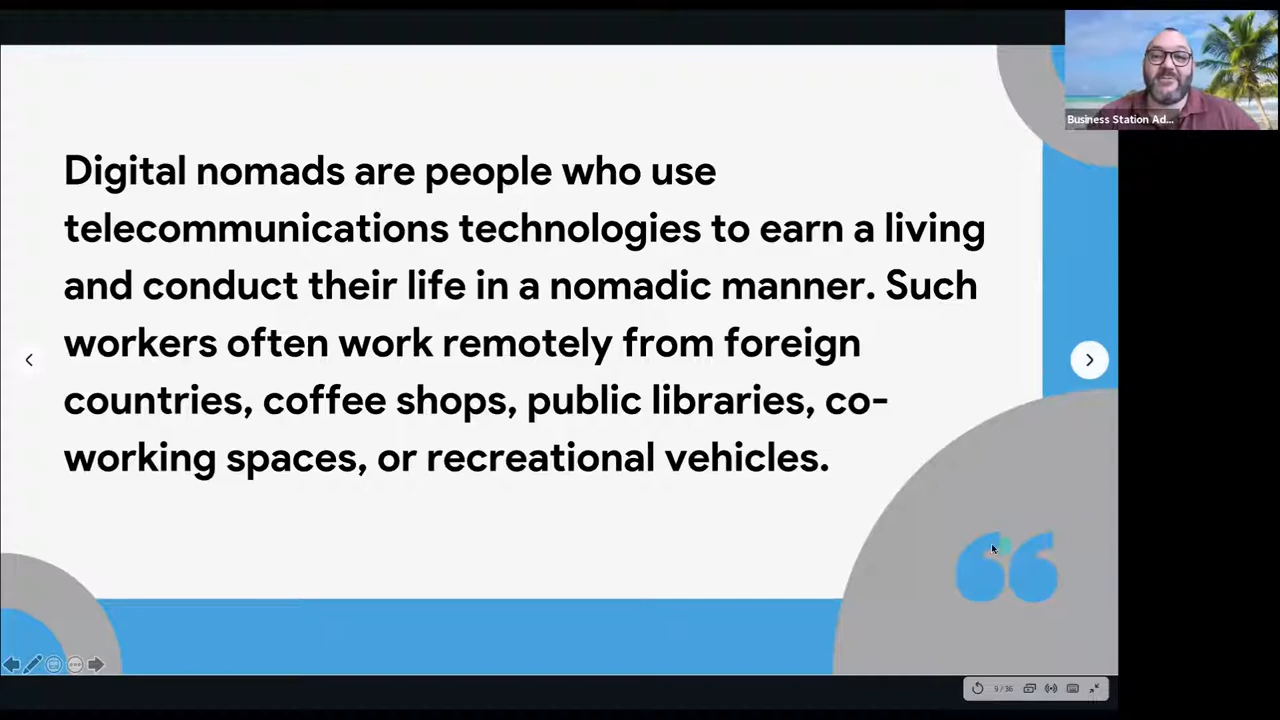 Business Station Ad...
Digital nomads are people who use
telecommunications technologies to earn a living
and conduct their life in a nomadic manner. Such
workers often work remotely from foreign
countries, coffee shops, public libraries, co-
working spaces, or recreational vehicles.
“
9/36